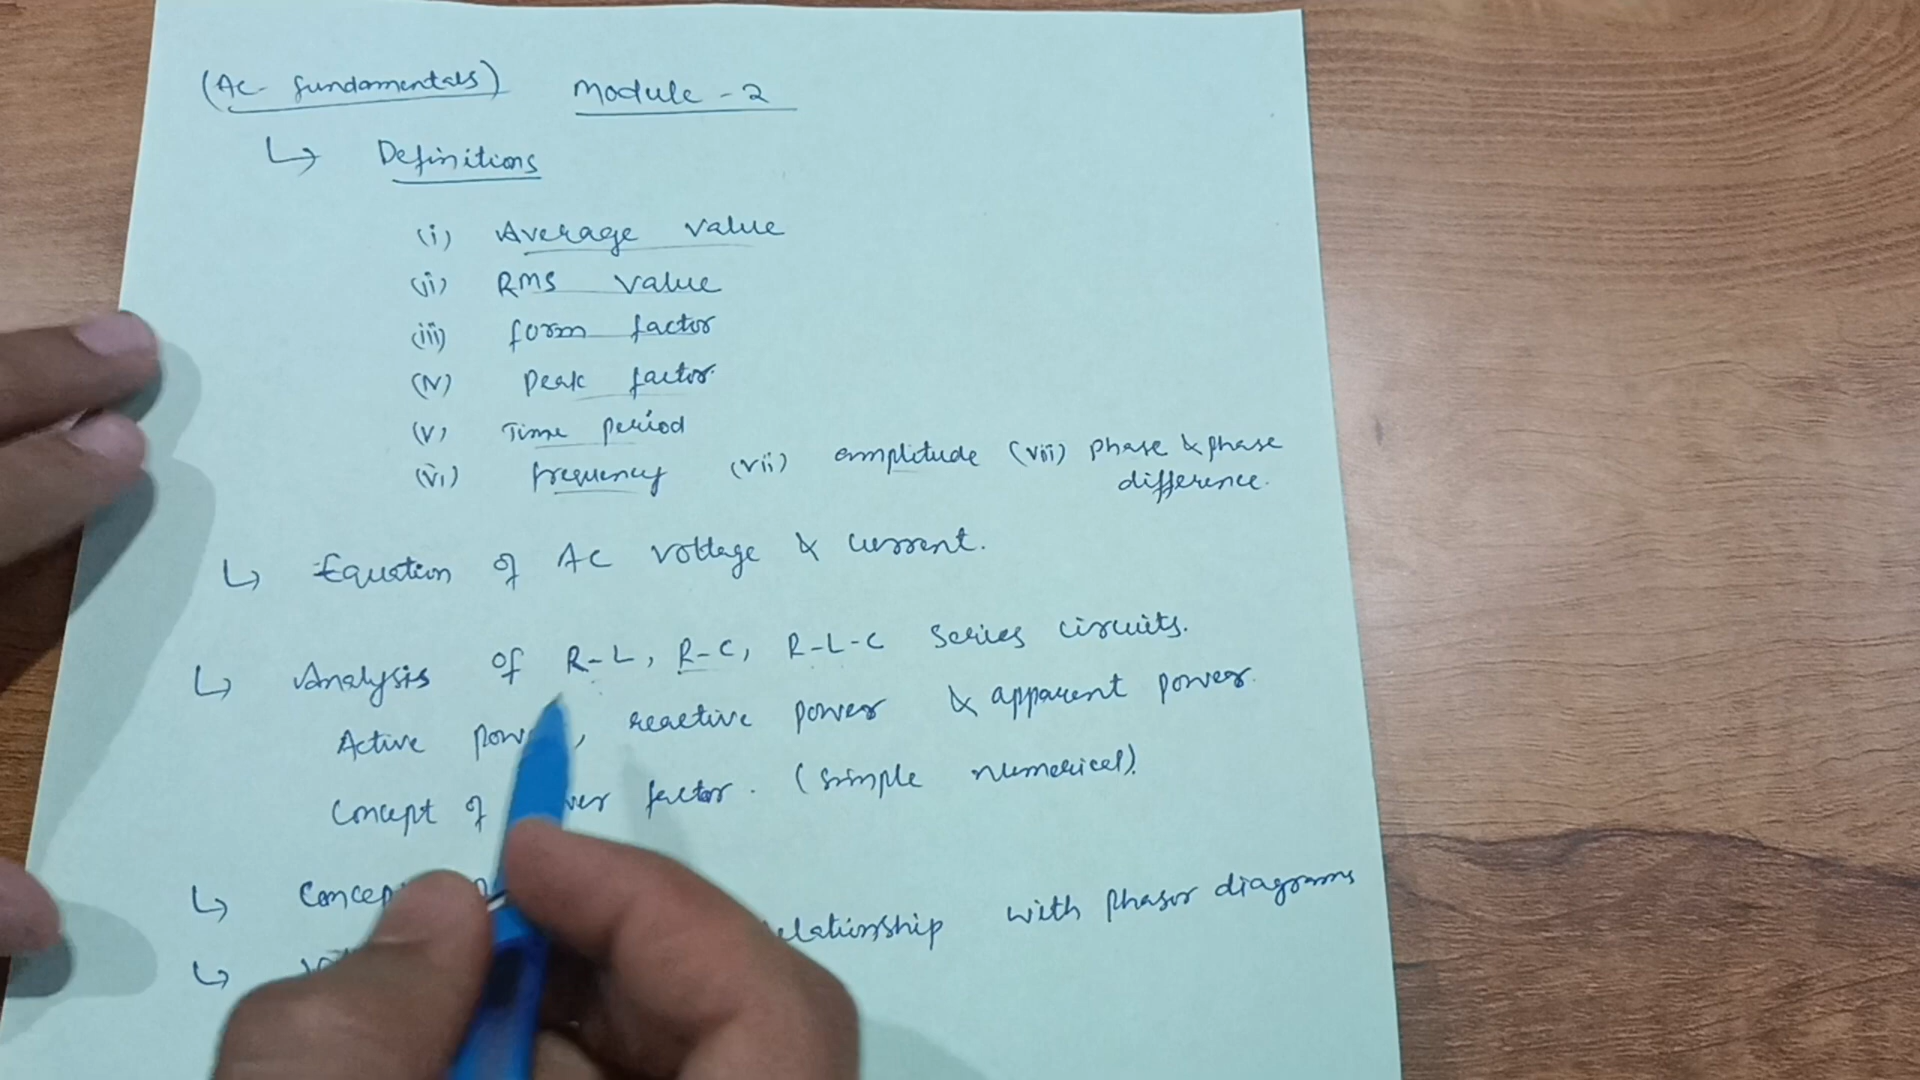 (AC- fundamentals) Module - 2
↳ Definitions
(i) Average value
(ii) RMS value
(iii) form factor
(iv) Peak factor
(v) Time period
(vi) frequency (vii) amplitude (viii) phase & phase
difference.
↳ Equation of AC voltage & current.
↳ Analysis of R-L, R-C, R-L-C series circuits.
Active reactive power & apparent power.
Concept of factor. (simple numerical).
↳ with phasor diagrams
↳